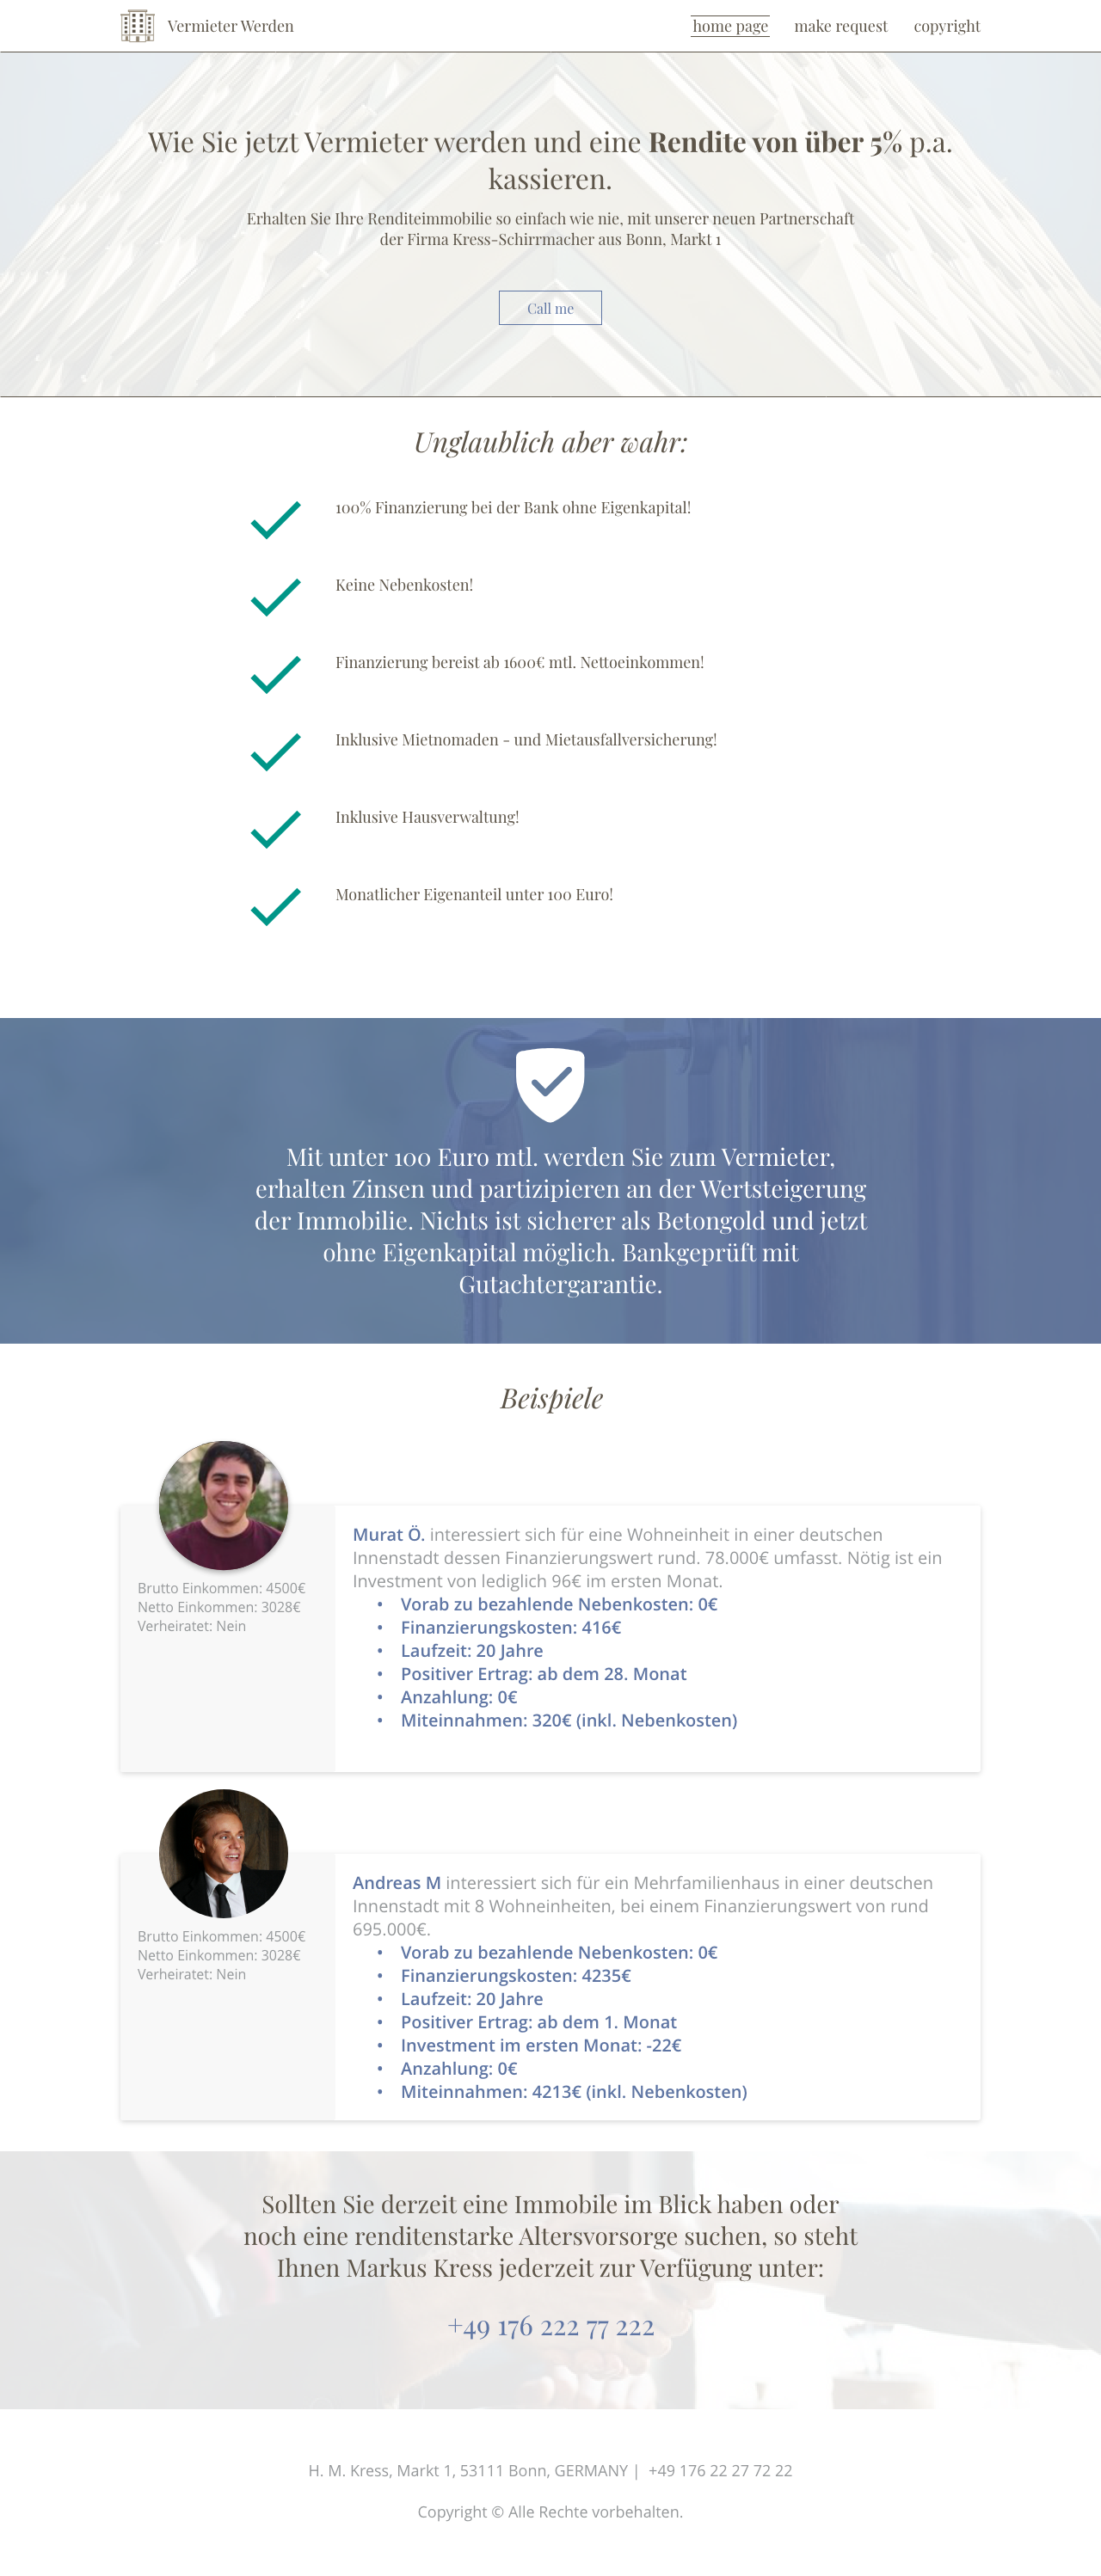 Vermieter Werden
home page
make request
copyright
Wie Sie jetzt Vermieter werden und eine Rendite von über 5% p.a.
kassieren.
Erhalten Sie Ihre Renditeimmobilie so einfach wie nie, mit unserer neuen Partnerschaft
der Firma Kress-Schirrmacher aus Bonn, Markt 1
Call me
Unglaublich aber wahr:
100% Finanzierung bei der Bank ohne Eigenkapital!
Keine Nebenkosten!
Finanzierung bereist ab 1600€ mtl. Nettoeinkommen!
Inklusive Mietnomaden - und Mietausfallversicherung!
Inklusive Hausverwaltung!
Monatlicher Eigenanteil unter 100 Euro!
Mit unter 100 Euro mtl. werden Sie zum Vermieter,
erhalten Zinsen und partizipieren an der Wertsteigerung
der Immobilie. Nichts ist sicherer als Betongold und jetzt
ohne Eigenkapital möglich. Bankgeprüft mit
Gutachtergarantie.
Beispiele
Brutto Einkommen: 4500€
Netto Einkommen: 3028€
Verheiratet: Nein
Murat Ö. interessiert sich für eine Wohneinheit in einer deutschen
Innenstadt dessen Finanzierungswert rund. 78.000€ umfasst. Nötig ist ein
Investment von lediglich 96€ im ersten Monat.
• Vorab zu bezahlende Nebenkosten: 0€
• Finanzierungskosten: 416€
• Laufzeit: 20 Jahre
• Positiver Ertrag: ab dem 28. Monat
• Anzahlung: 0€
• Miteinnahmen: 320€ (inkl. Nebenkosten)
Brutto Einkommen: 4500€
Netto Einkommen: 3028€
Verheiratet: Nein
Andreas M interessiert sich für ein Mehrfamilienhaus in einer deutschen
Innenstadt mit 8 Wohneinheiten, bei einem Finanzierungswert von rund
695.000€.
• Vorab zu bezahlende Nebenkosten: 0€
• Finanzierungskosten: 4235€
• Laufzeit: 20 Jahre
• Positiver Ertrag: ab dem 1. Monat
• Investment im ersten Monat: -22€
• Anzahlung: 0€
• Miteinnahmen: 4213€ (inkl. Nebenkosten)
Sollten Sie derzeit eine Immobile im Blick haben oder
noch eine renditenstarke Altersvorsorge suchen, so steht
Ihnen Markus Kress jederzeit zur Verfügung unter:
+49 176 222 77 222
H. M. Kress, Markt 1, 53111 Bonn, GERMANY | +49 176 22 27 72 22
Copyright © Alle Rechte vorbehalten.